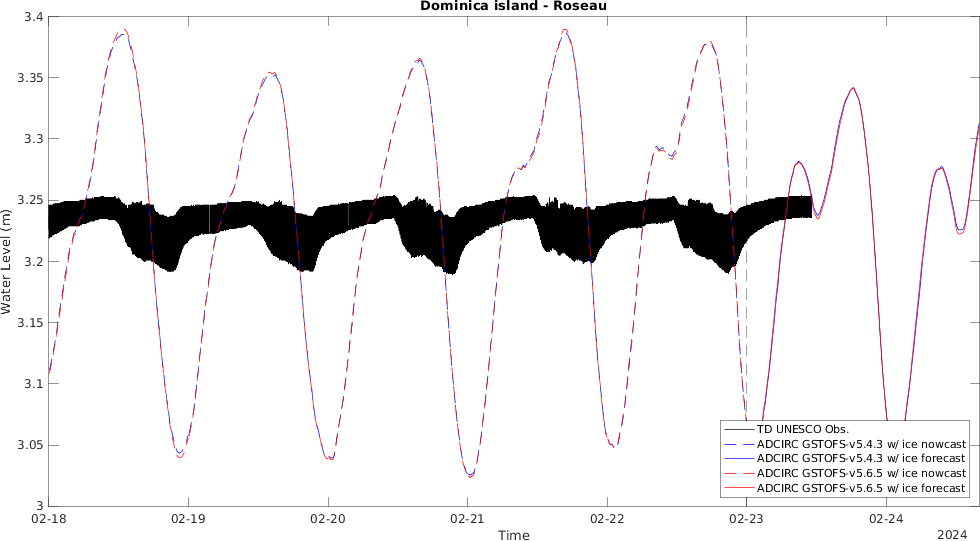 Dominica island - Roseau
3.4
3.35
3.3
3.25
3.2
3.15
3.1
3.05
3
Water Level (m)
02-18 02-19 02-20 02-21 02-22 02-23 02-24
Time
2024
TD UNESCO Obs.
ADCIRC GSTOFS-v5.4.3 w/ ice nowcast
ADCIRC GSTOFS-v5.4.3 w/ ice forecast
ADCIRC GSTOFS-v5.6.5 w/ ice nowcast
ADCIRC GSTOFS-v5.6.5 w/ ice forecast